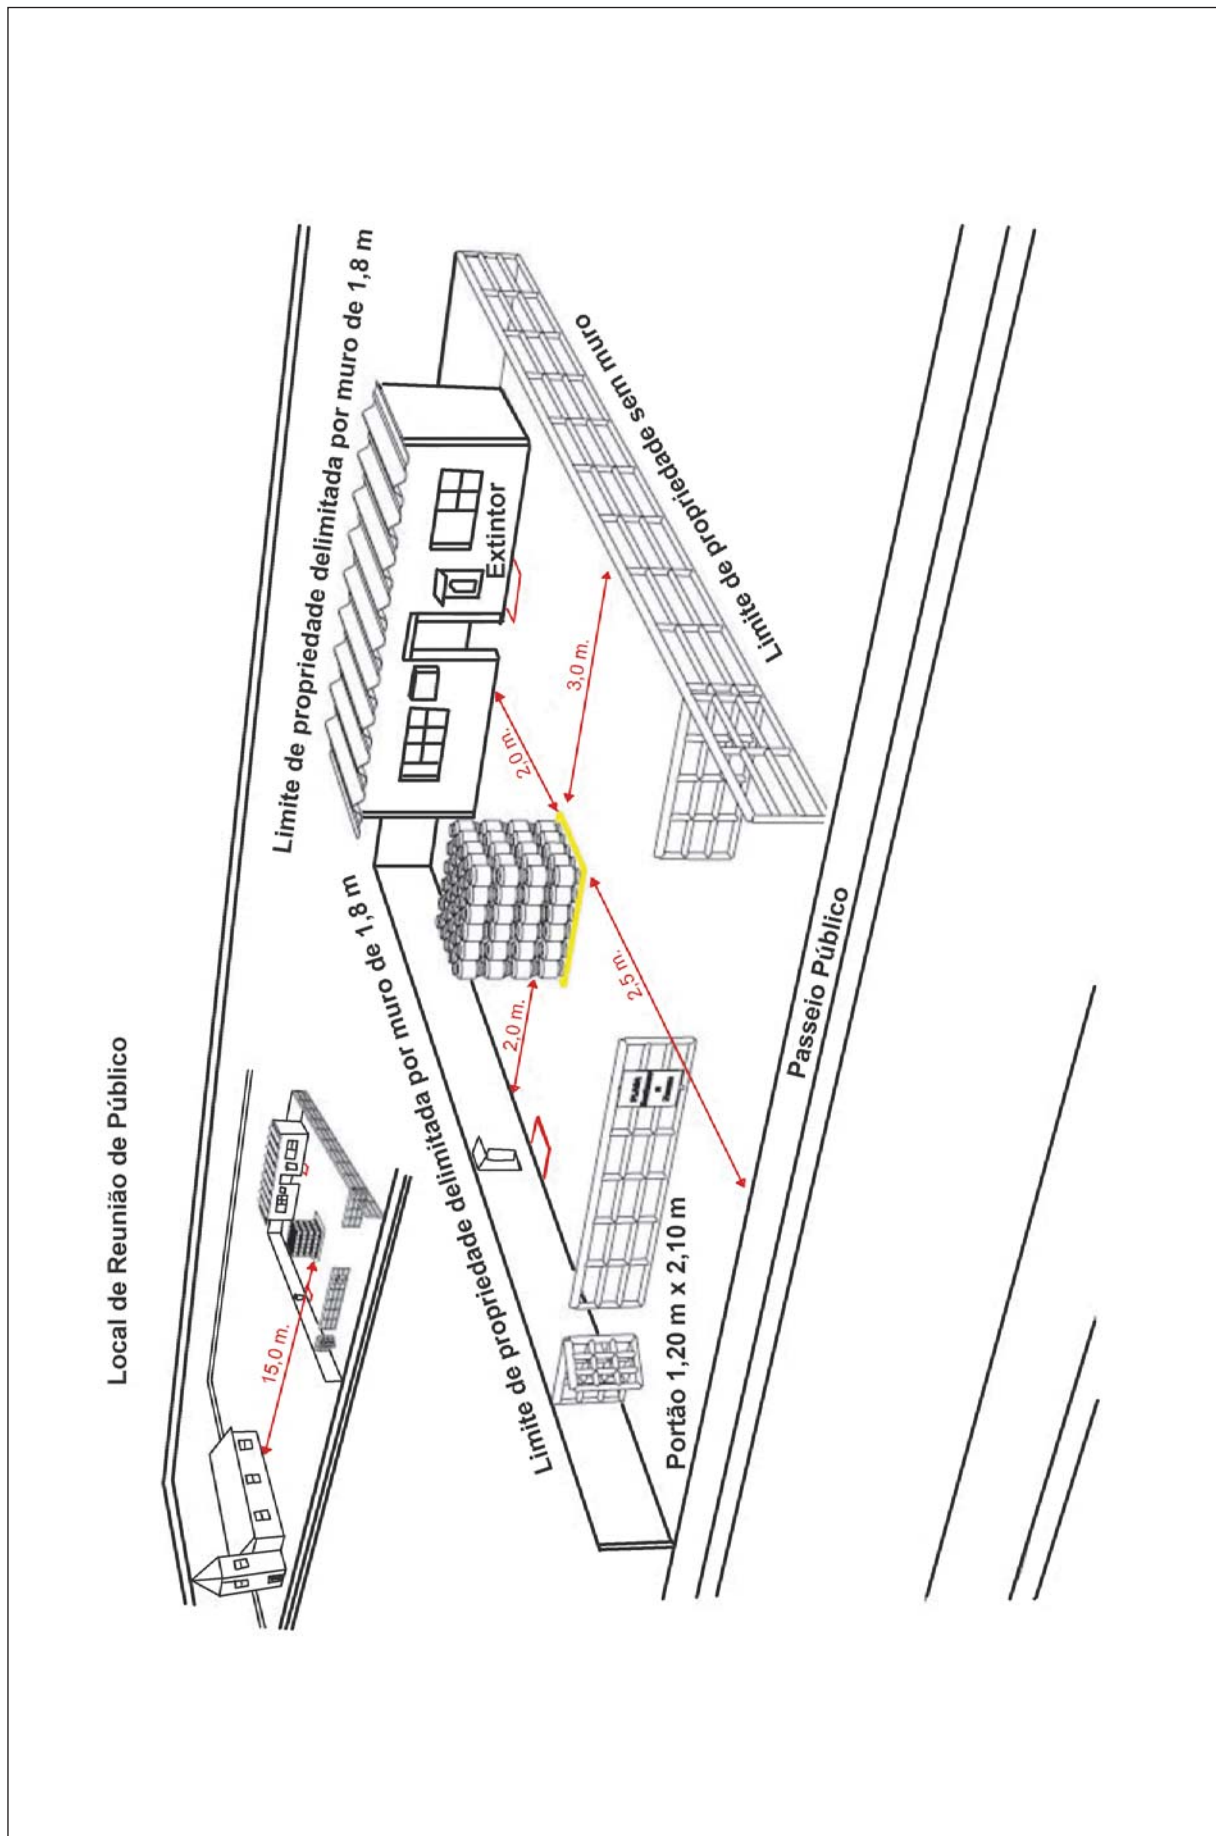 Local de Reunião de Público
15,0 m.
Limite de propriedade delimitada por muro de 1,8 m
Limite de propriedade delimitada por muro de 1,8 m
Extintor
2,0 m.
3,0 m.
2,0 m.
2,5 m.
Limite de propriedade sem muro
Portão 1,20 m x 2,10 m
Passeio Público